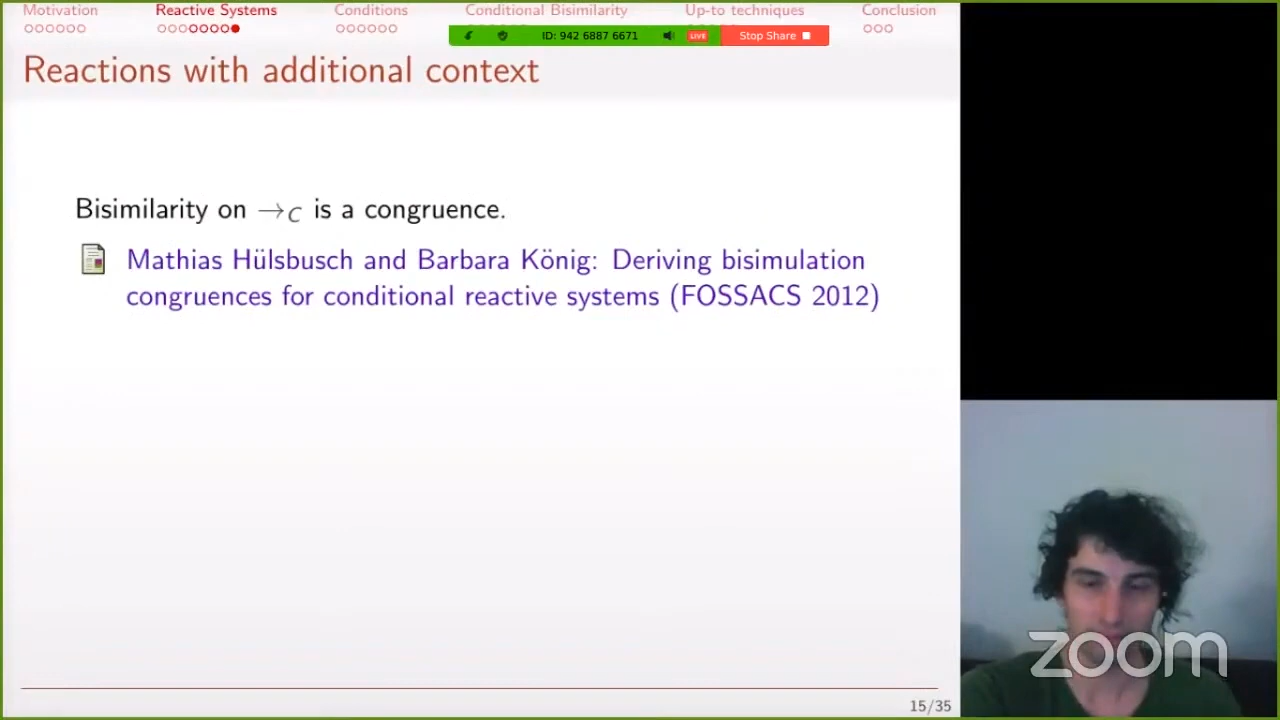 Motivation Reactive Systems Conditions Conditional Bisimilarity Up-to techniques Conclusion
ID: 942 6887 6671 LIVE Stop Share
Reactions with additional context
Bisimilarity on →C is a congruence.
Mathias Hülsbusch and Barbara König: Deriving bisimulation
congruences for conditional reactive systems (FOSSACS 2012)
zoom
15/35